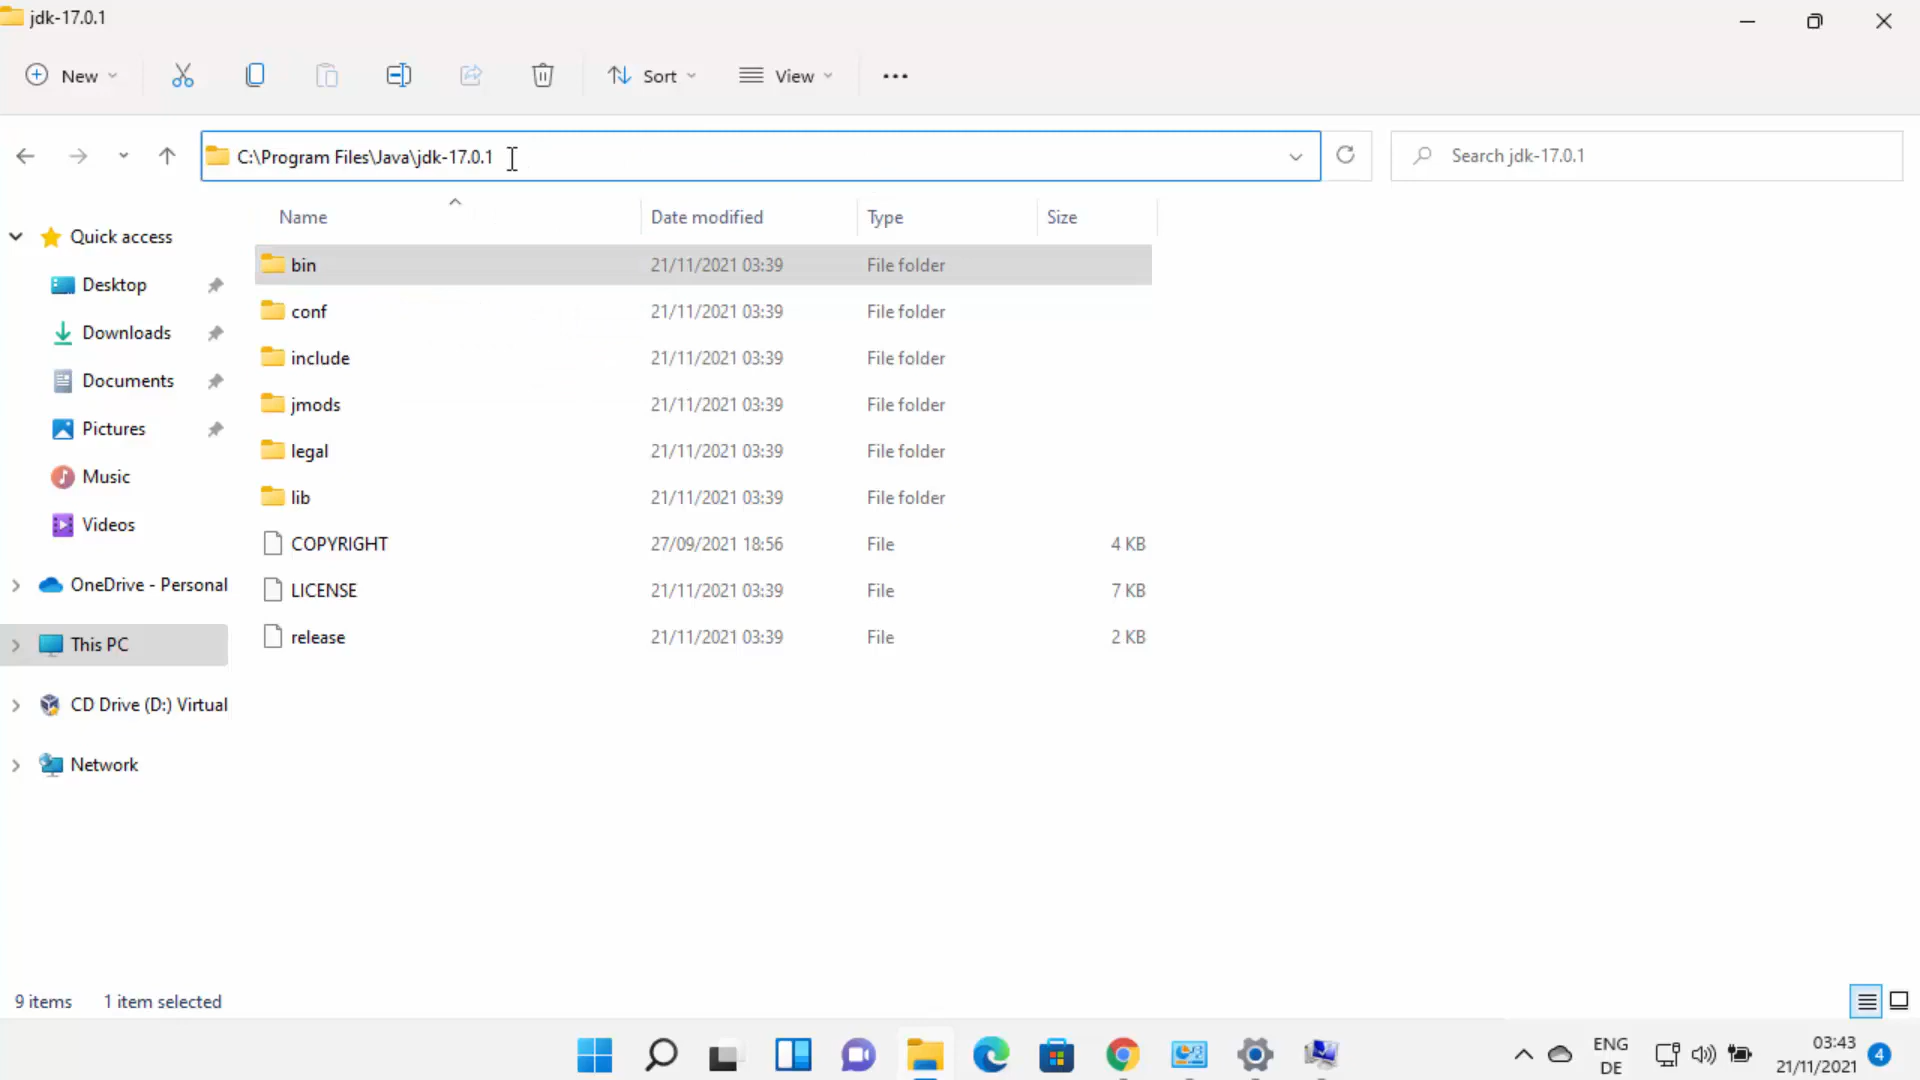 jdk-17.0.1
New
Sort
View
C:\Program Files\Java\jdk-17.0.1
Search jdk-17.0.1
Name Date modified Type Size
Quick access
Desktop
Downloads
Documents
Pictures
Music
Videos
OneDrive - Personal
This PC
CD Drive (D:) Virtual
Network
bin 21/11/2021 03:39 File folder
conf 21/11/2021 03:39 File folder
include 21/11/2021 03:39 File folder
jmods 21/11/2021 03:39 File folder
legal 21/11/2021 03:39 File folder
lib 21/11/2021 03:39 File folder
COPYRIGHT 27/09/2021 18:56 File 4 KB
LICENSE 21/11/2021 03:39 File 7 KB
release 21/11/2021 03:39 File 2 KB
9 items 1 item selected
ENG
DE
03:43
21/11/2021
4